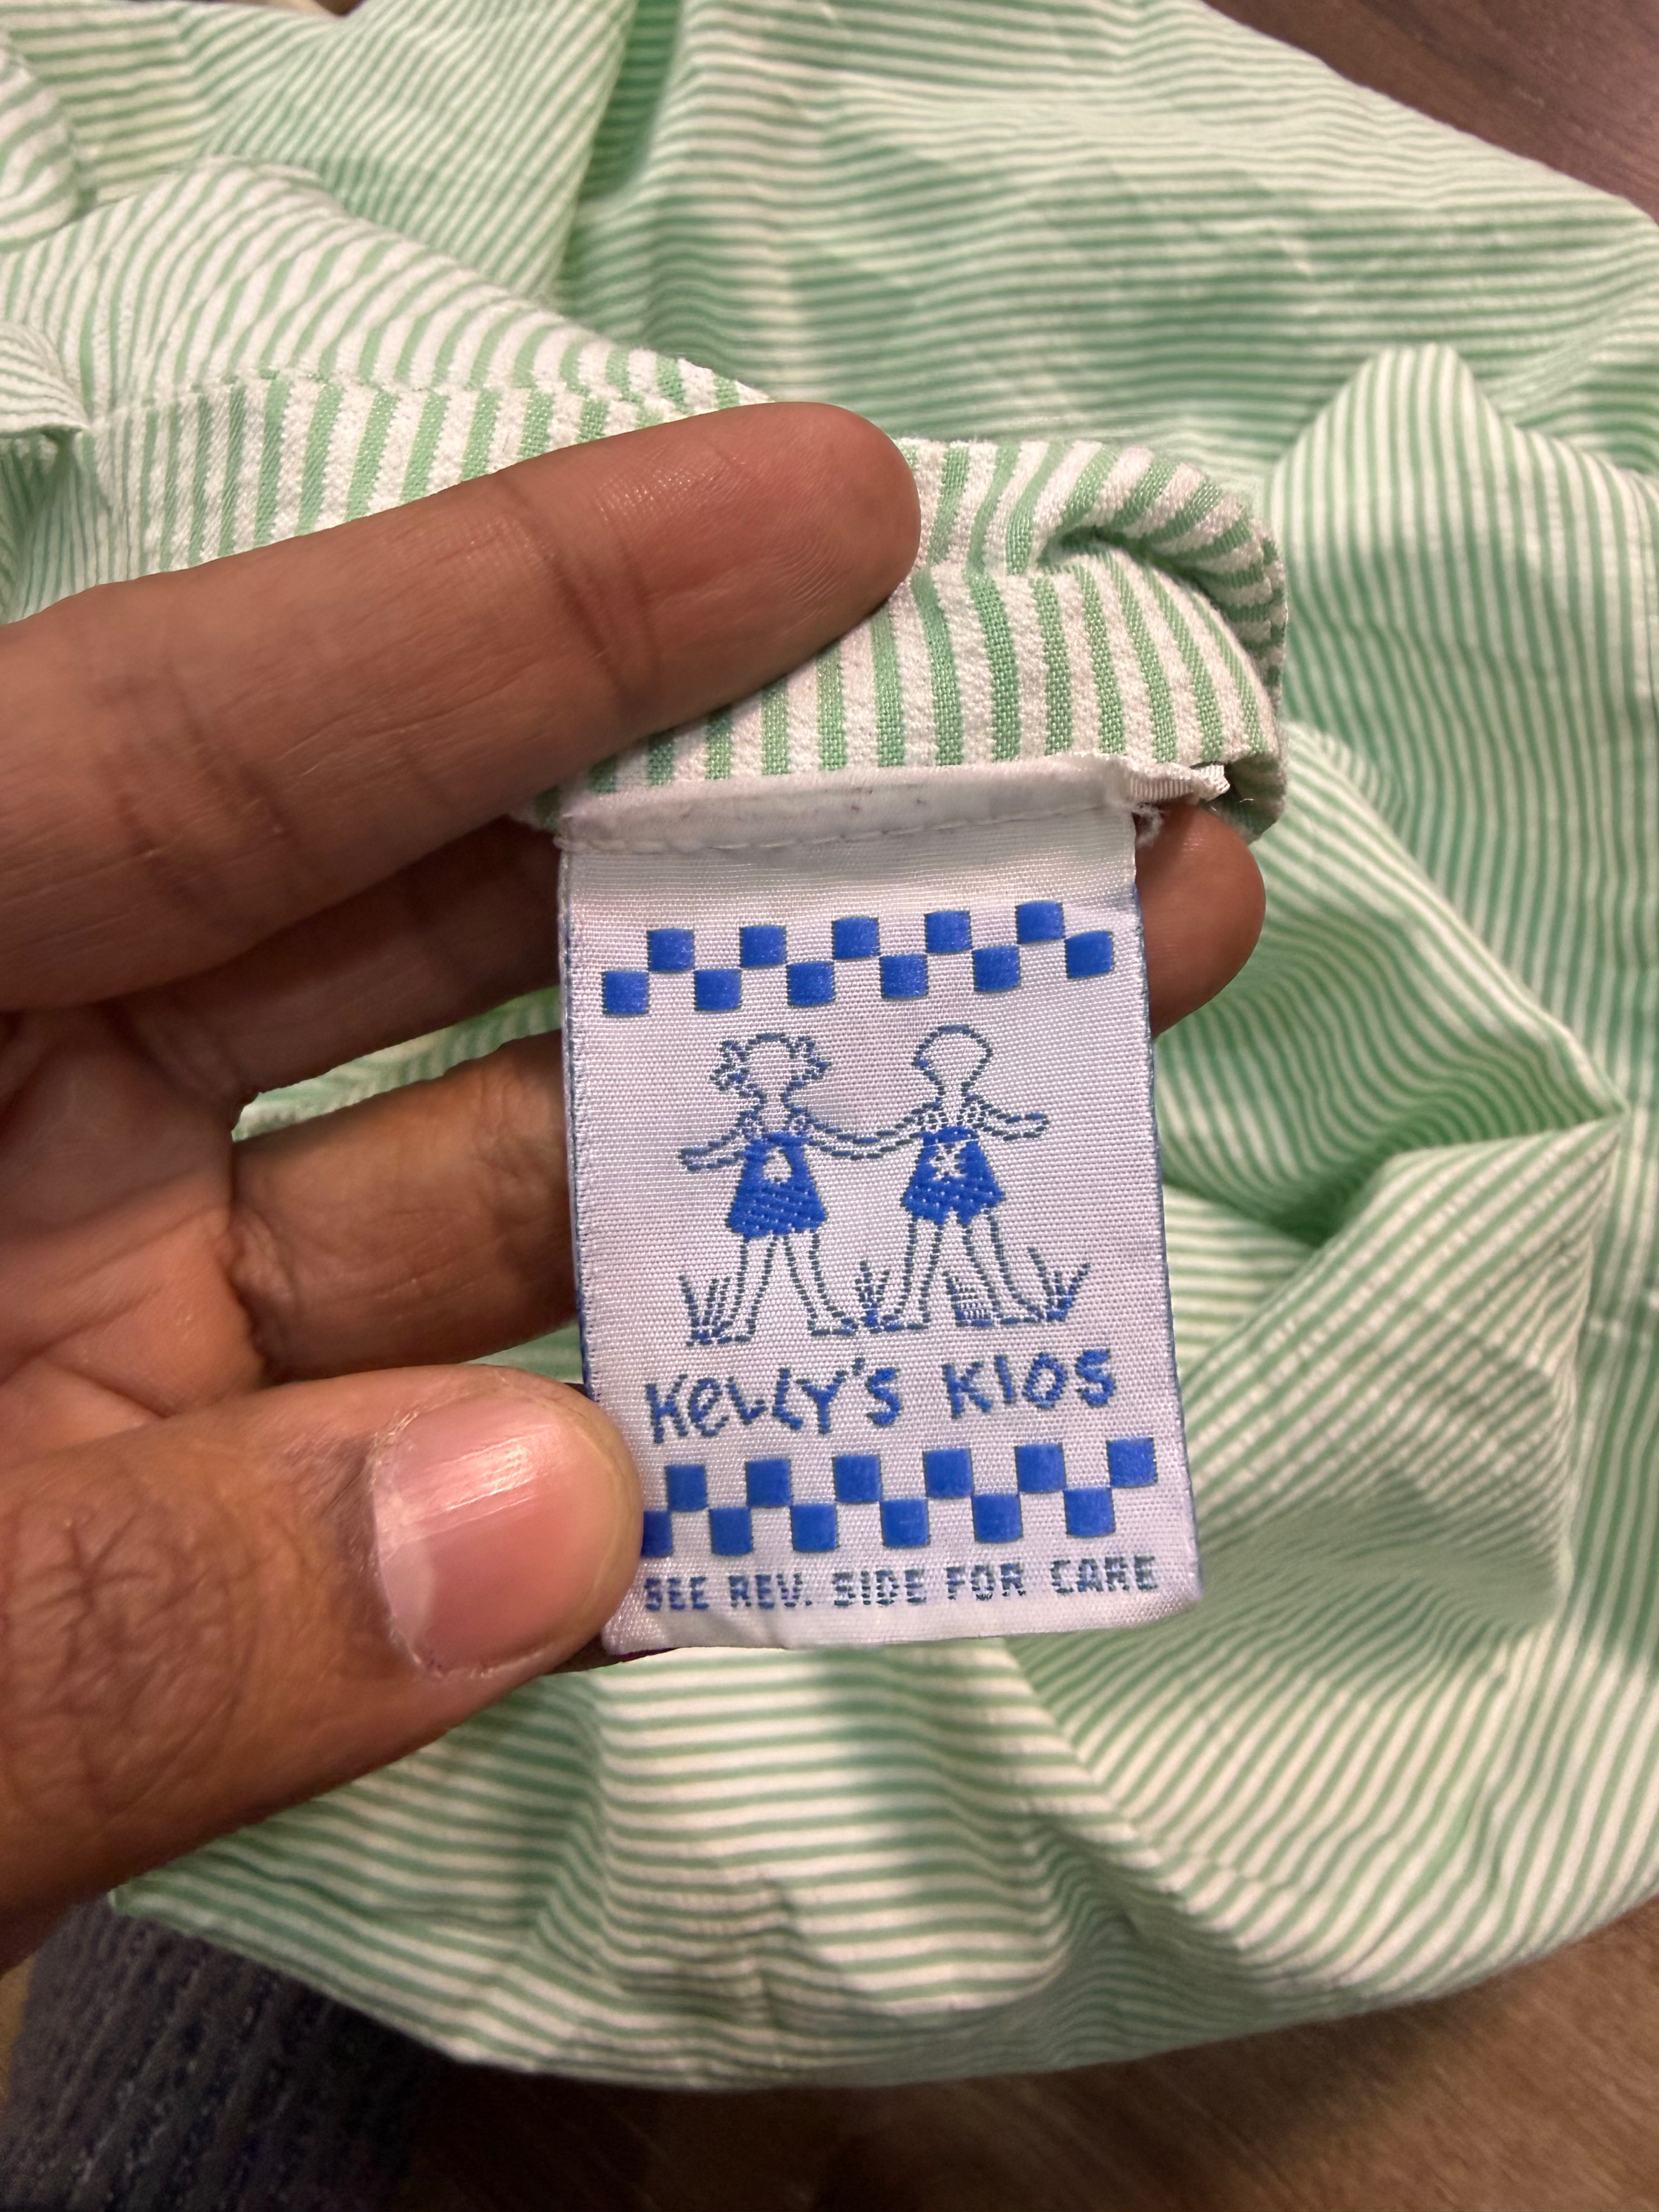 KeLLY'S KIDS
SEE REV. SIDE FOR CARE